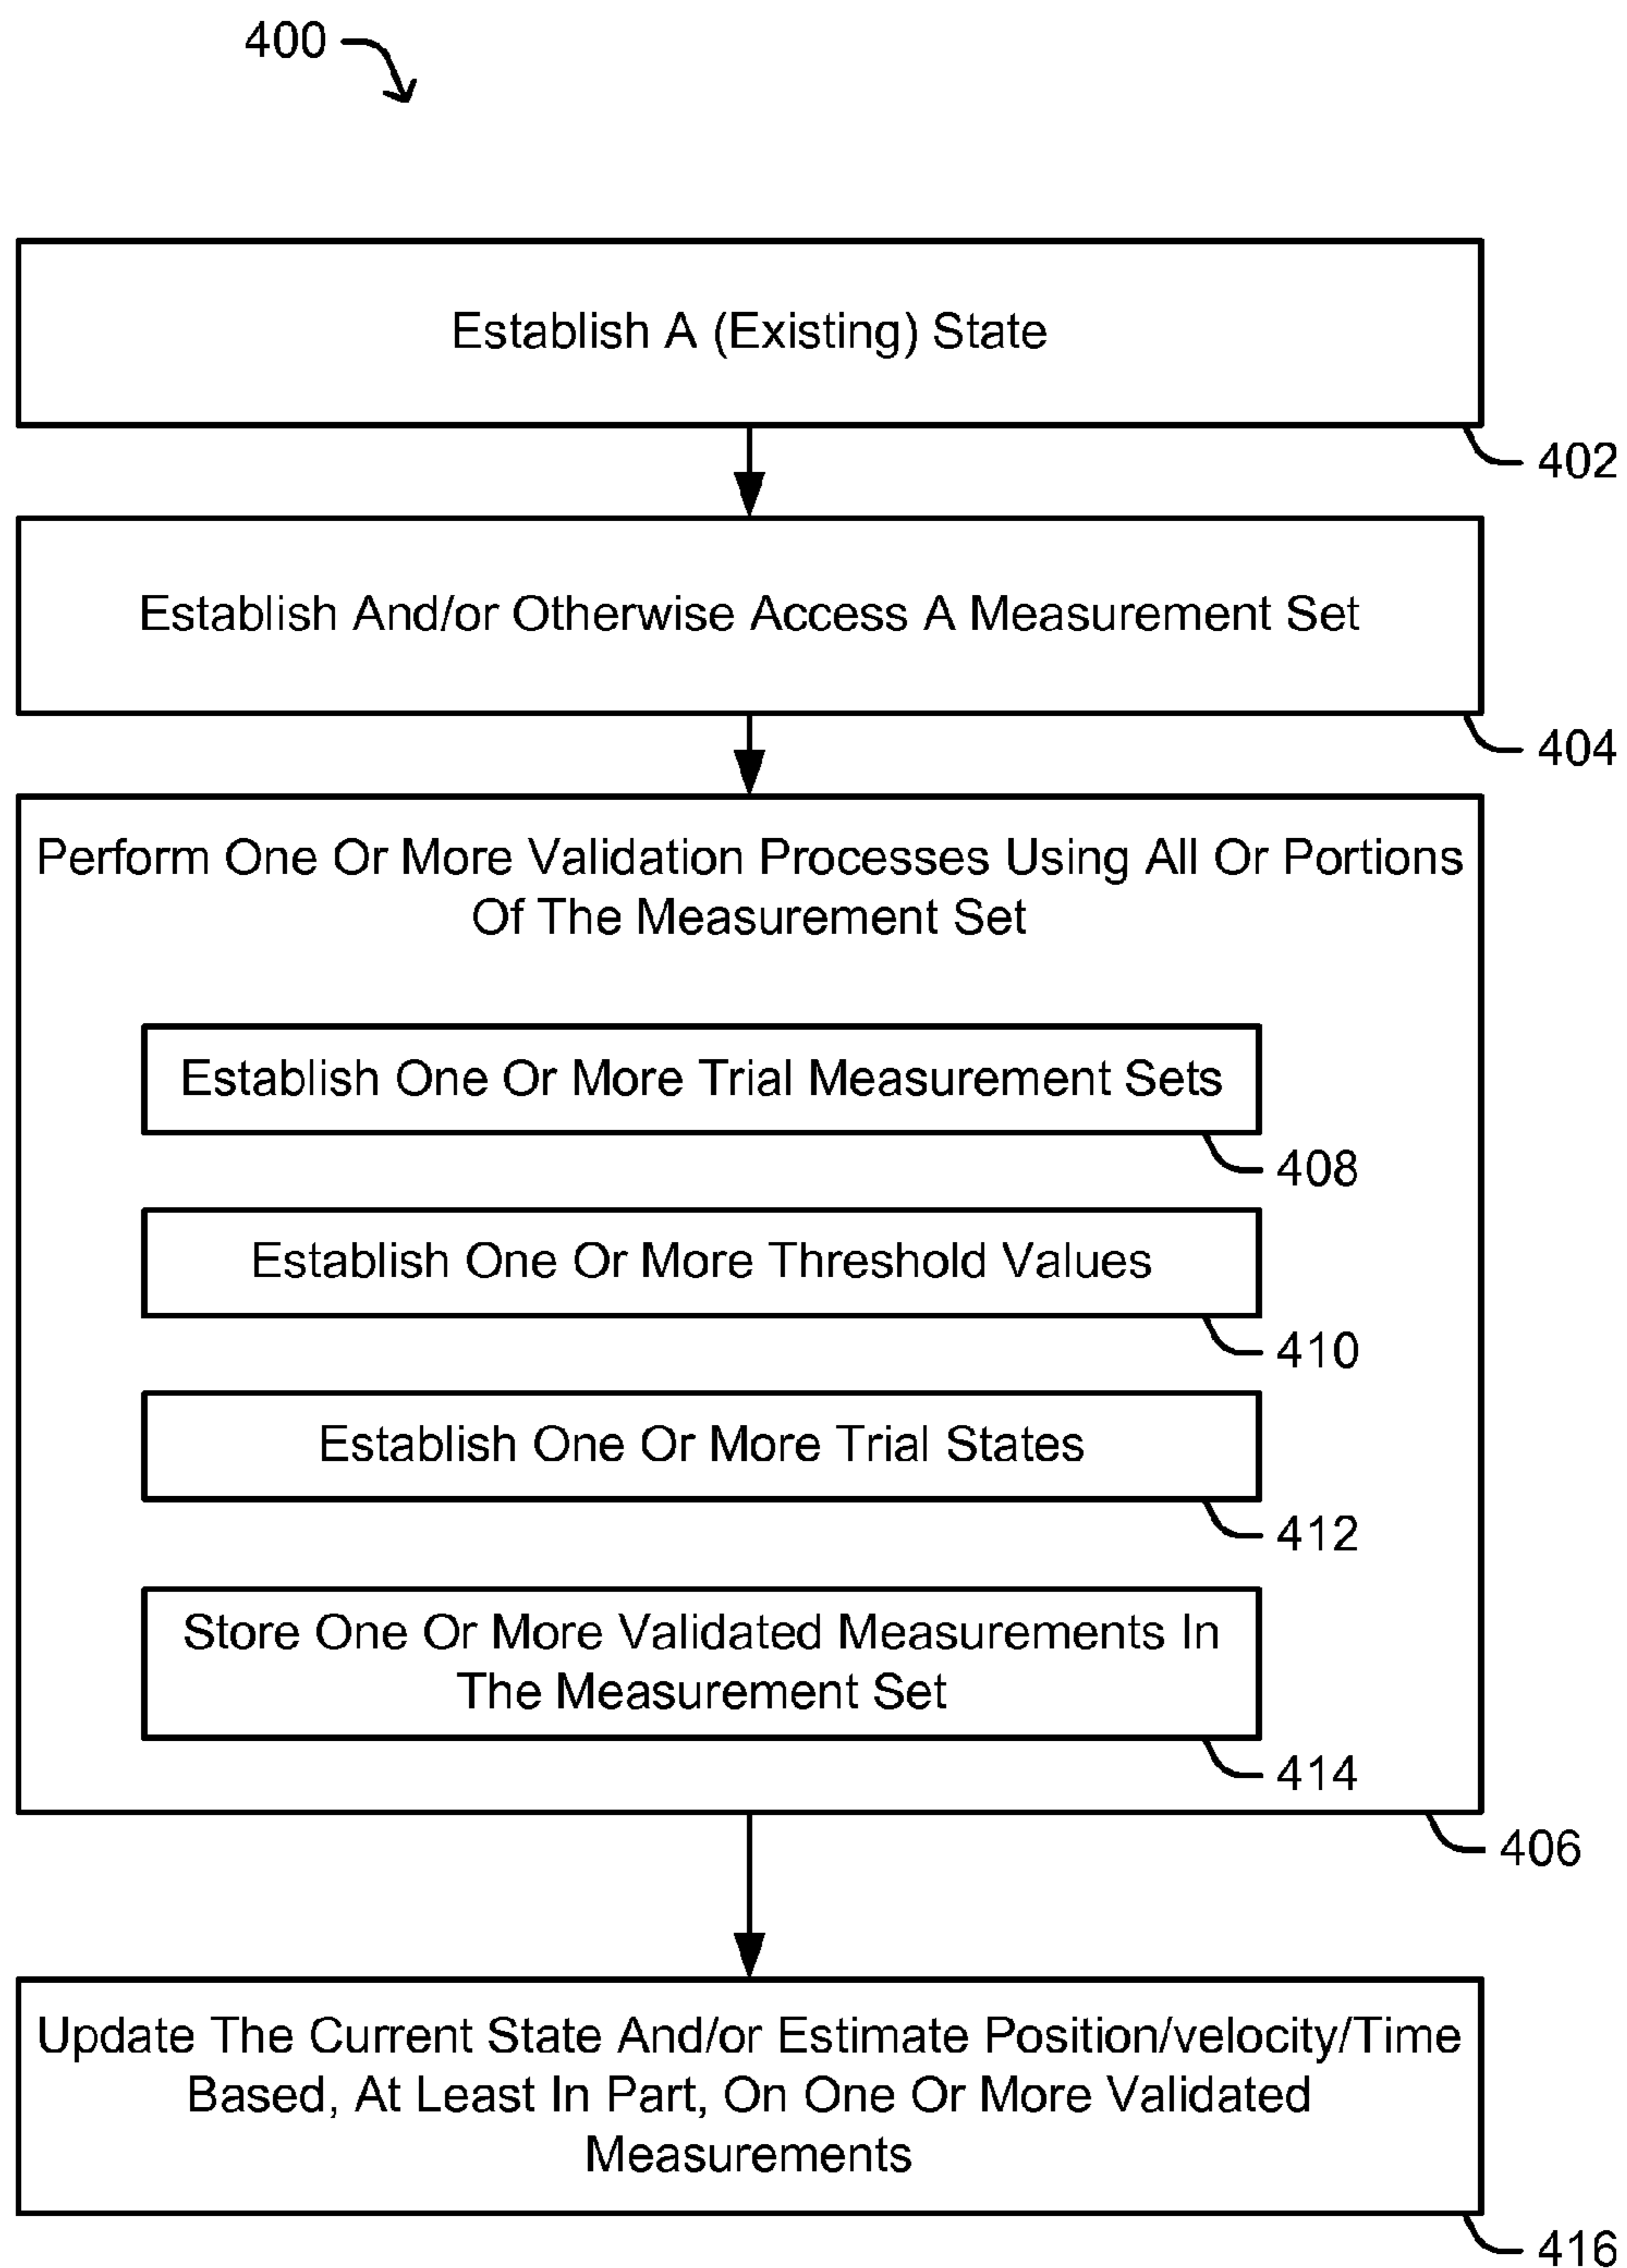 400
Establish A (Existing) State
402
Establish And/or Otherwise Access A Measurement Set
404
Perform One Or More Validation Processes Using All Or Portions
Of The Measurement Set
Establish One Or More Trial Measurement Sets
408
Establish One Or More Threshold Values
410
Establish One Or More Trial States
412
Store One Or More Validated Measurements In
The Measurement Set
414
406
Update The Current State And/or Estimate Position/velocity/Time
Based, At Least In Part, On One Or More Validated
Measurements
416